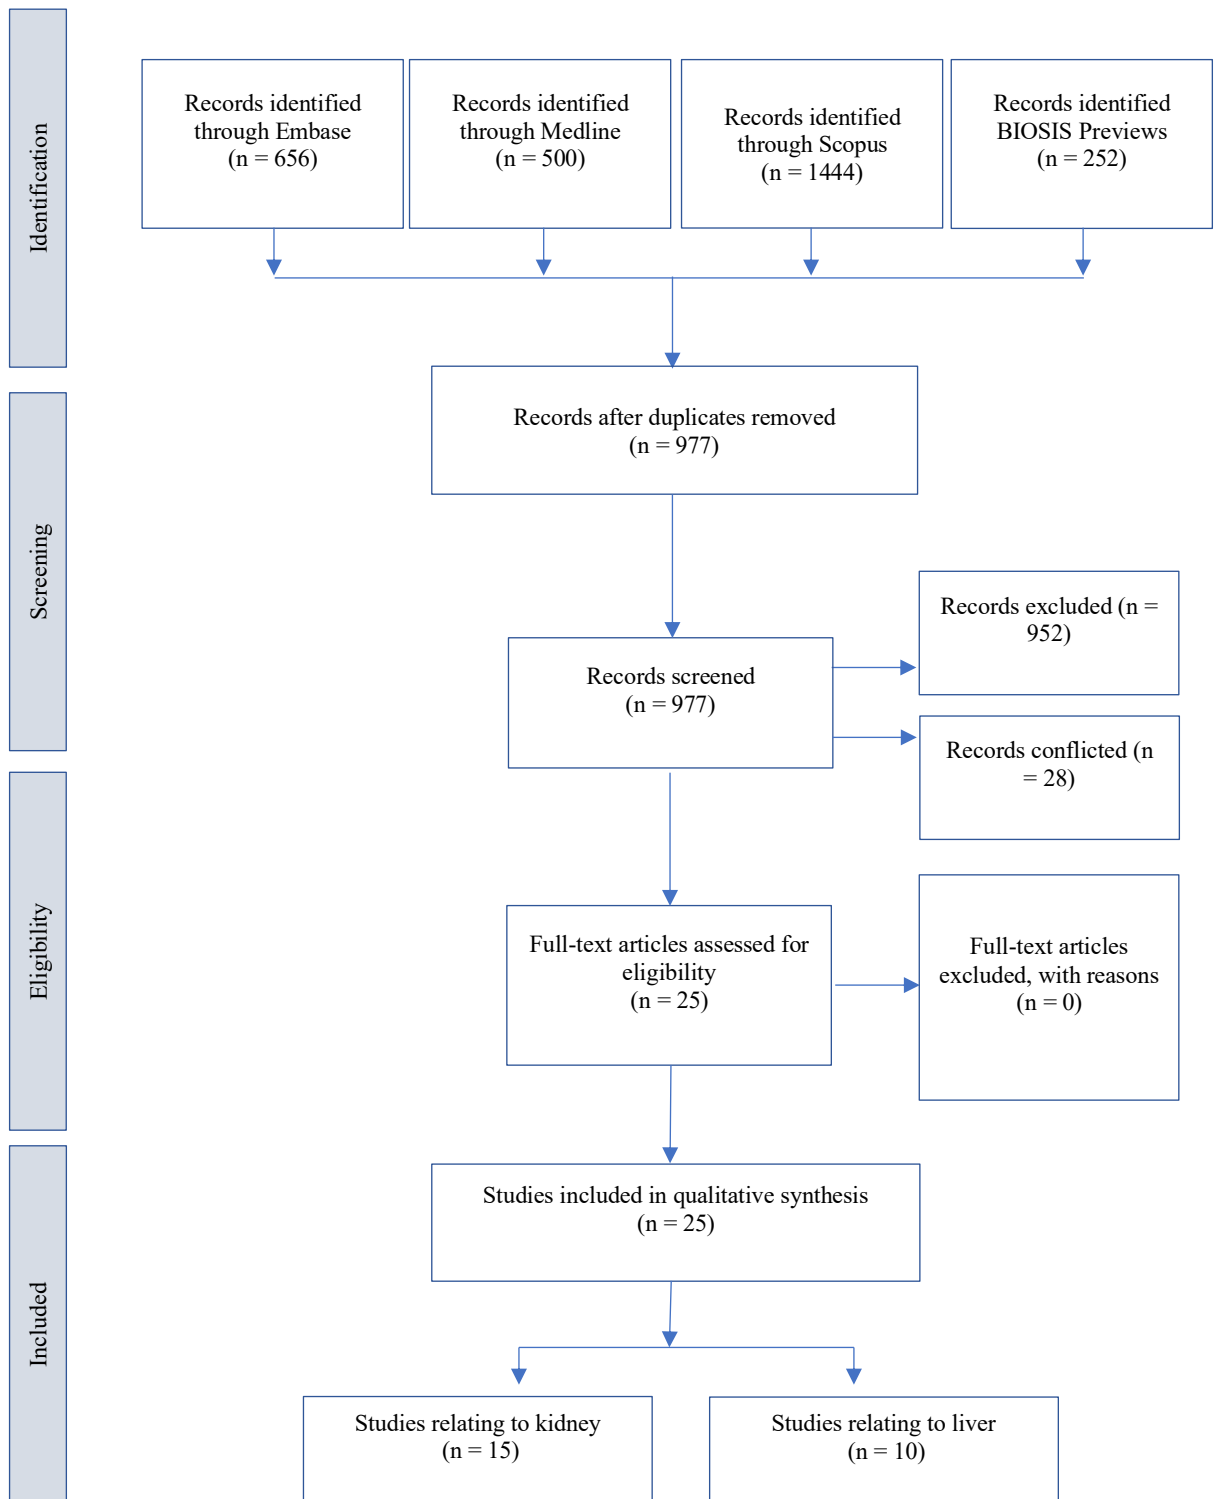 Identification
Records identified
through Embase
(n = 656)
Records identified
through Medline
(n = 500)
Records identified
through Scopus
(n = 1444)
Records identified
BIOSIS Previews
(n = 252)
Screening
Records after duplicates removed
(n = 977)
Records screened
(n = 977)
Records excluded (n =
952)
Records conflicted (n
= 28)
Eligibility
Full-text articles assessed for
eligibility
(n = 25)
Full-text articles
excluded, with reasons
(n = 0)
Included
Studies included in qualitative synthesis
(n = 25)
Studies relating to kidney
(n = 15)
Studies relating to liver
(n = 10)